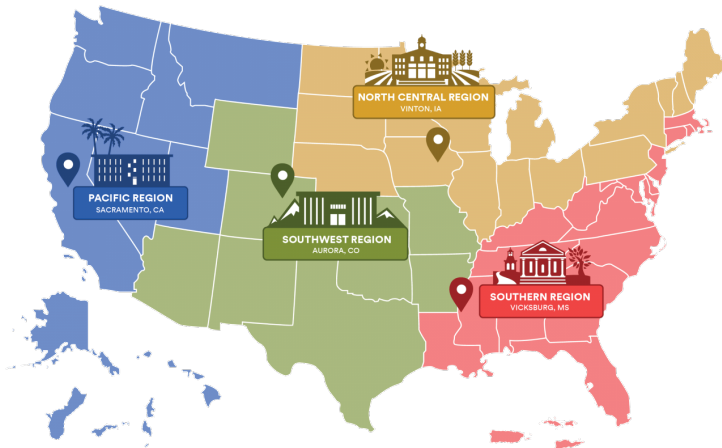 NORTH CENTRAL REGION
VINTON, IA
PACIFIC REGION
SACRAMENTO, CA
SOUTHWEST REGION
AURORA, CO
SOUTHERN REGION
VICKSBURG, MS